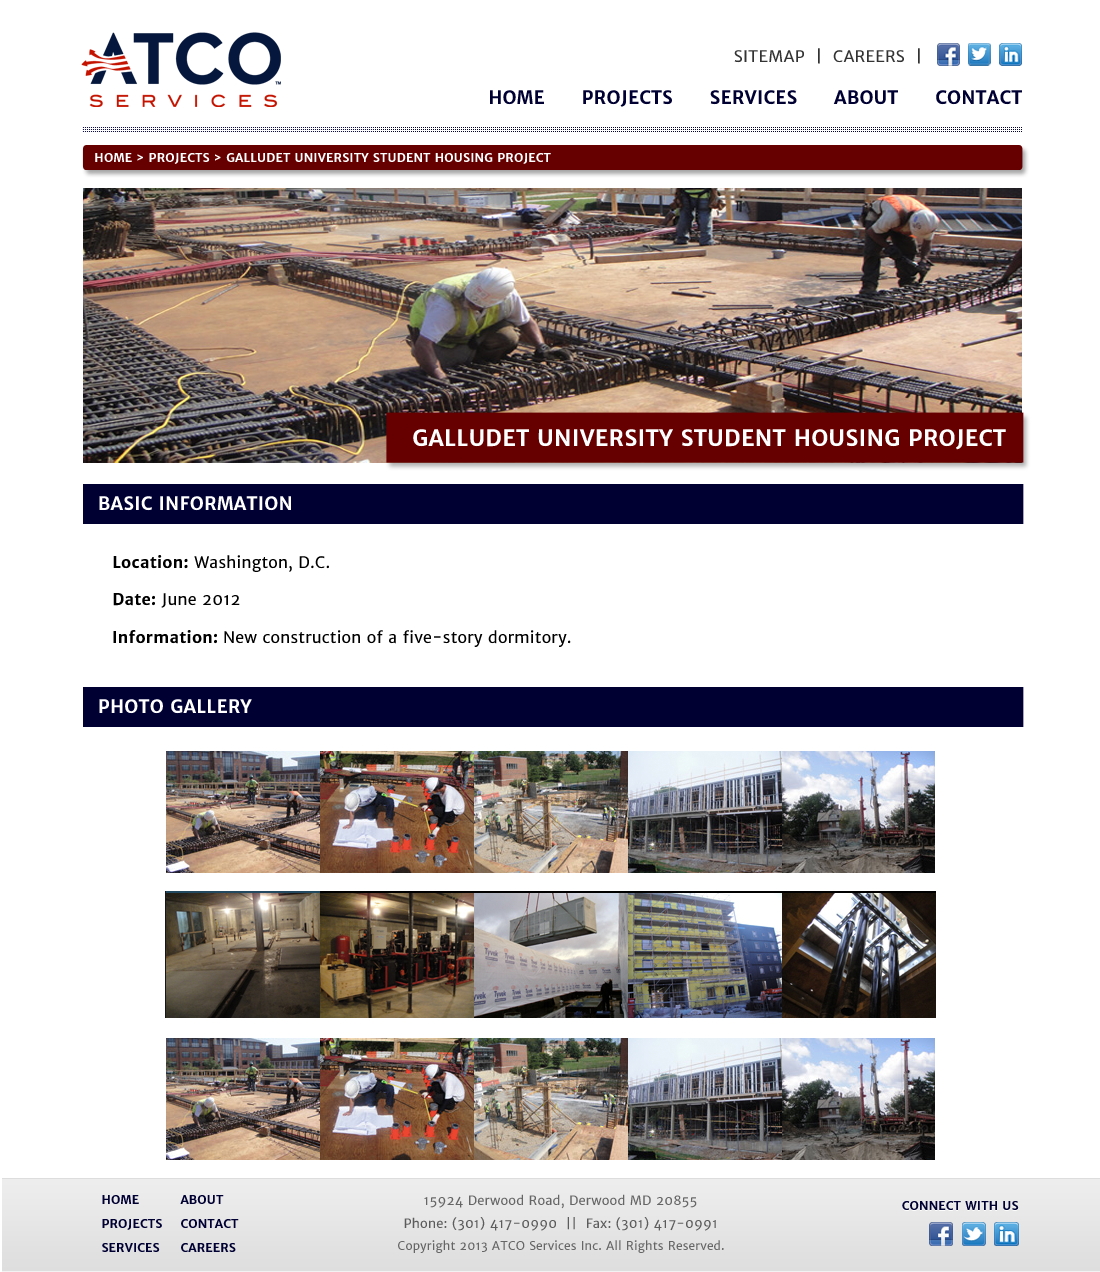 ATCO™
SERVICES
SITEMAP | CAREERS |
HOME PROJECTS SERVICES ABOUT CONTACT
HOME > PROJECTS > GALLUDET UNIVERSITY STUDENT HOUSING PROJECT
GALLUDET UNIVERSITY STUDENT HOUSING PROJECT
BASIC INFORMATION
Location: Washington, D.C.
Date: June 2012
Information: New construction of a five-story dormitory.
PHOTO GALLERY
Tyvek Tyvek
HOME ABOUT
PROJECTS CONTACT
SERVICES CAREERS
15924 Derwood Road, Derwood MD 20855
Phone: (301) 417-0990 || Fax: (301) 417-0991
Copyright 2013 ATCO Services Inc. All Rights Reserved.
CONNECT WITH US